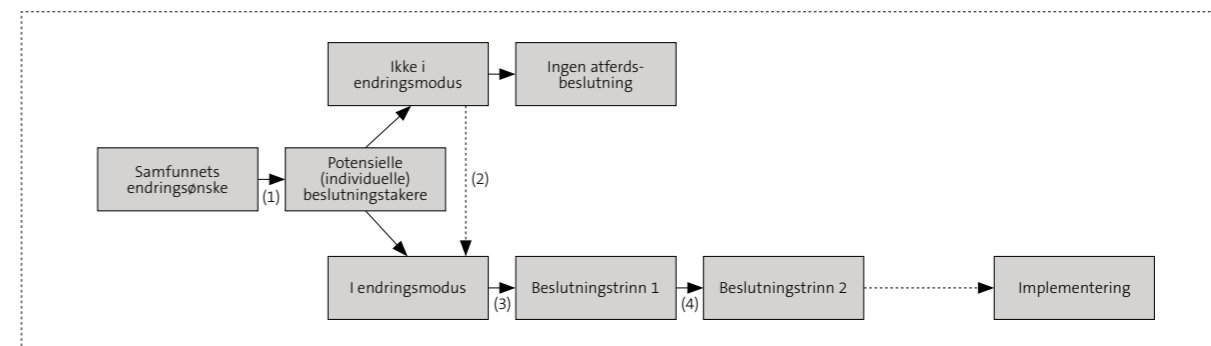 Ikke i
endringsmodus
Ingen atferds-
beslutning
Samfunnets
endringsønske
(1)
Potensielle
(individuelle)
beslutningstakere
(2)
I endringsmodus
(3)
Beslutningstrinn 1
(4)
Beslutningstrinn 2
Implementering